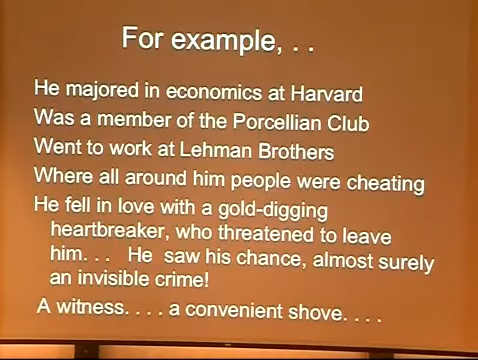 For example, . .
He majored in economics at Harvard
Was a member of the Porcellian Club
Went to work at Lehman Brothers
Where all around him people were cheating
He fell in love with a gold-digging
heartbreaker, who threatened to leave
him. . . He saw his chance, almost surely
an invisible crime!
A witness. . . . a convenient shove. . . .